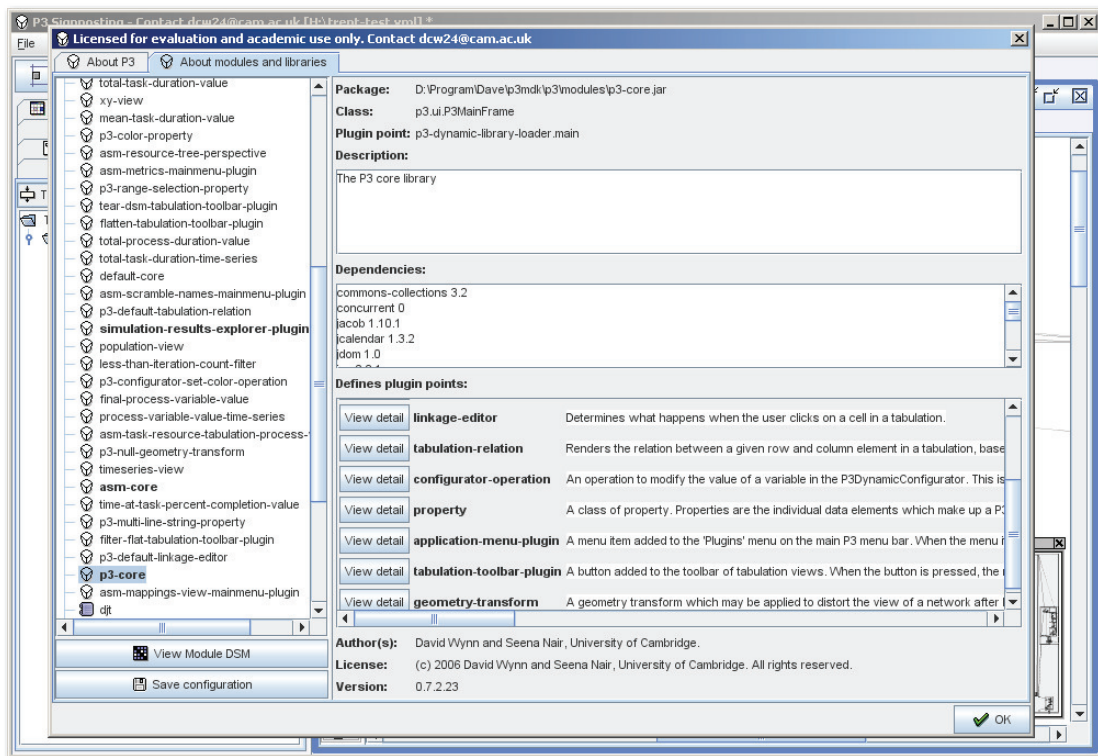 P3 Signposting - Contact dcw24@cam.ac.uk [H:\trent-test.xml] *
File
Licensed for evaluation and academic use only. Contact dcw24@cam.ac.uk
About P3
About modules and libraries
total-task-duration-value
xy-view
mean-task-duration-value
p3-color-property
asm-resource-tree-perspective
asm-metrics-mainmenu-plugin
p3-range-selection-property
tear-dsm-tabulation-toolbar-plugin
flatten-tabulation-toolbar-plugin
total-process-duration-value
total-task-duration-time-series
default-core
asm-scramble-names-mainmenu-plugin
p3-default-tabulation-relation
simulation-results-explorer-plugin
population-view
less-than-iteration-count-filter
p3-configurator-set-color-operation
final-process-variable-value
process-variable-value-time-series
asm-task-resource-tabulation-process-
p3-null-geometry-transform
timeseries-view
asm-core
time-at-task-percent-completion-value
p3-multi-line-string-property
filter-flat-tabulation-toolbar-plugin
p3-default-linkage-editor
p3-core
asm-mappings-view-mainmenu-plugin
djt
View Module DSM
Save configuration
Package: D:\Program\Dave\p3mdk\p3\modules\p3-core.jar
Class: p3.ui.P3MainFrame
Plugin point: p3-dynamic-library-loader.main
Description:
The P3 core library
Dependencies:
commons-collections 3.2
concurrent 0
jacob 1.10.1
jcalendar 1.3.2
jdom 1.0
Defines plugin points:
View detail linkage-editor Determines what happens when the user clicks on a cell in a tabulation.
View detail tabulation-relation Renders the relation between a given row and column element in a tabulation, base
View detail configurator-operation An operation to modify the value of a variable in the P3DynamicConfigurator. This is
View detail property A class of property. Properties are the individual data elements which make up a P3
View detail application-menu-plugin A menu item added to the 'Plugins' menu on the main P3 menu bar. When the menu
View detail tabulation-toolbar-plugin A button added to the toolbar of tabulation views. When the button is pressed, the
View detail geometry-transform A geometry transform which may be applied to distort the view of a network after
Author(s): David Wynn and Seena Nair, University of Cambridge.
License: (c) 2006 David Wynn and Seena Nair, University of Cambridge. All rights reserved.
Version: 0.7.2.23
OK